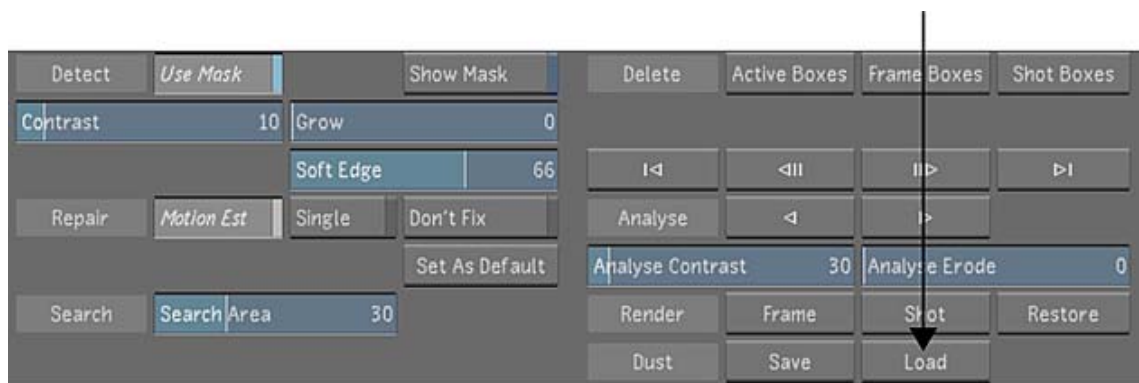 Detect Use Mask Show Mask Delete Active Boxes Frame Boxes Shot Boxes
Contrast 10 Grow 0
Soft Edge 66
Repair Motion Est Single Don't Fix Analyse
Set As Default Analyse Contrast 30 Analyse Erode 0
Search Search Area 30 Render Frame Shot Restore
Dust Save Load